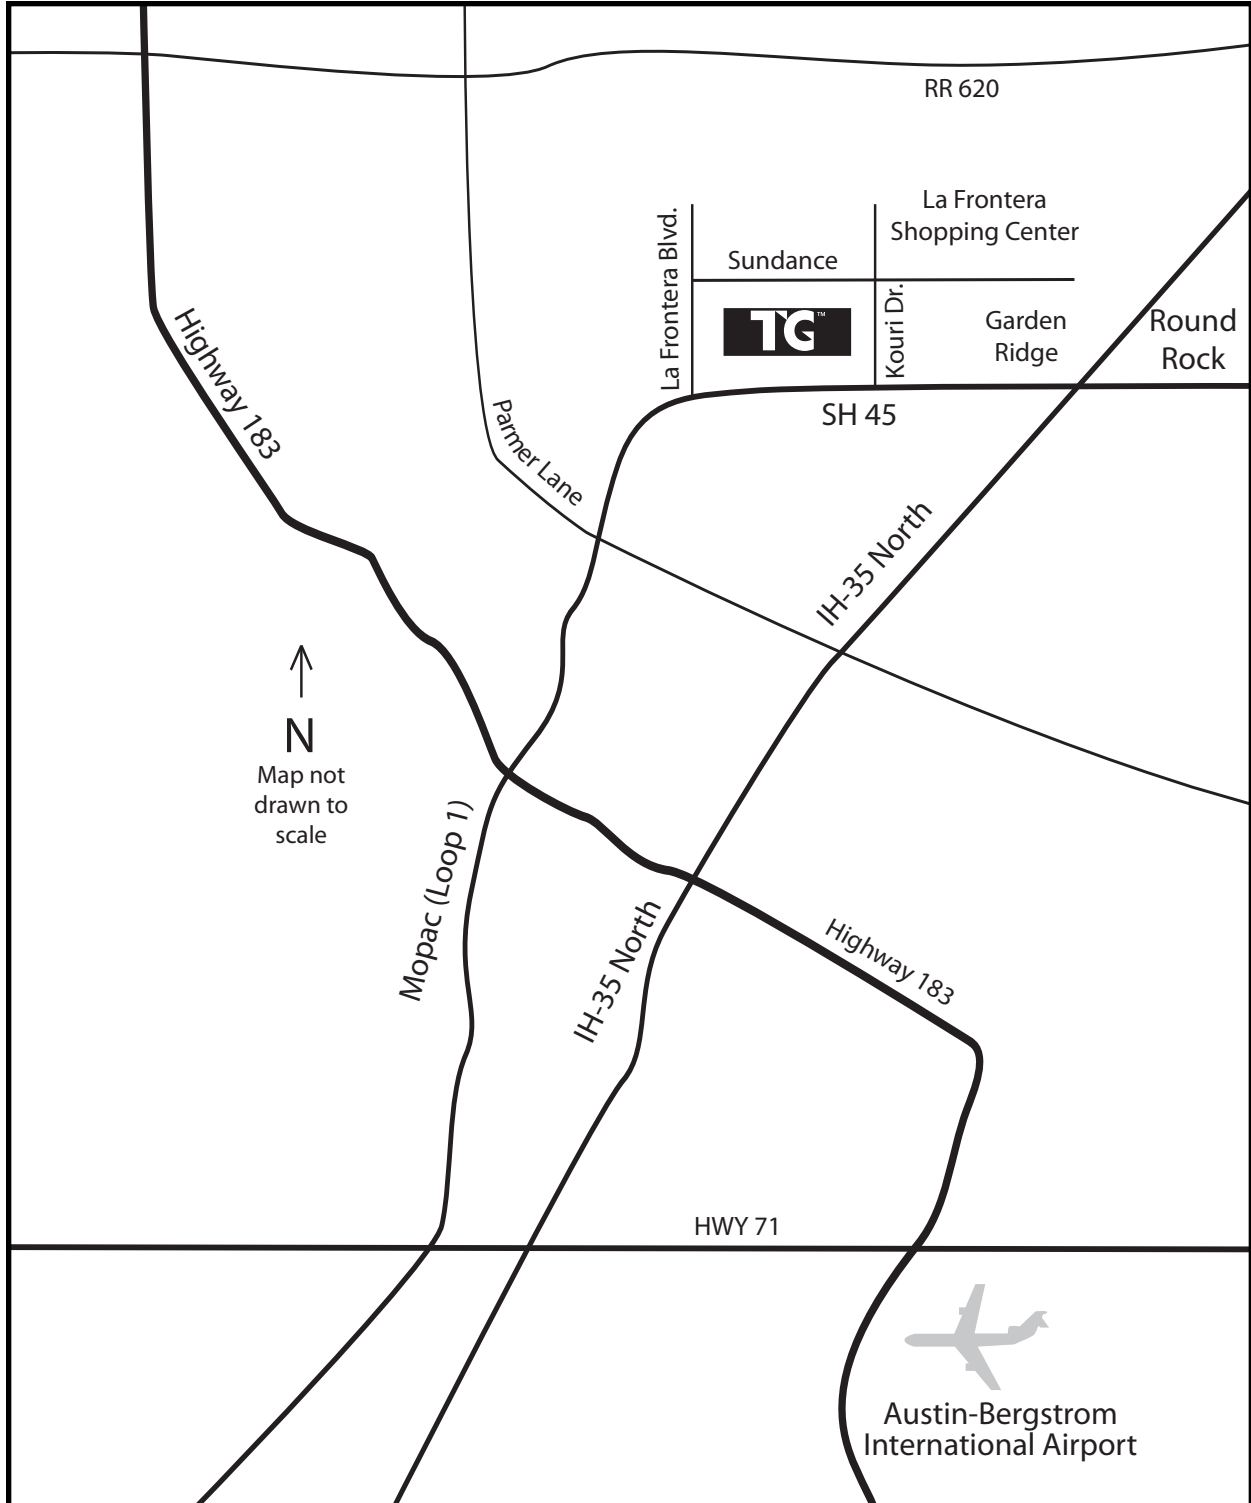 RR 620
La Frontera
Shopping Center
La Frontera Blvd.
Sundance
TG™
Kouri Dr.
Garden
Ridge
Round
Rock
SH 45
Highway 183
Parmer Lane
IH-35 North
N
Map not
drawn to
scale
Mopac (Loop 1)
IH-35 North
Highway 183
HWY 71
Austin-Bergstrom
International Airport